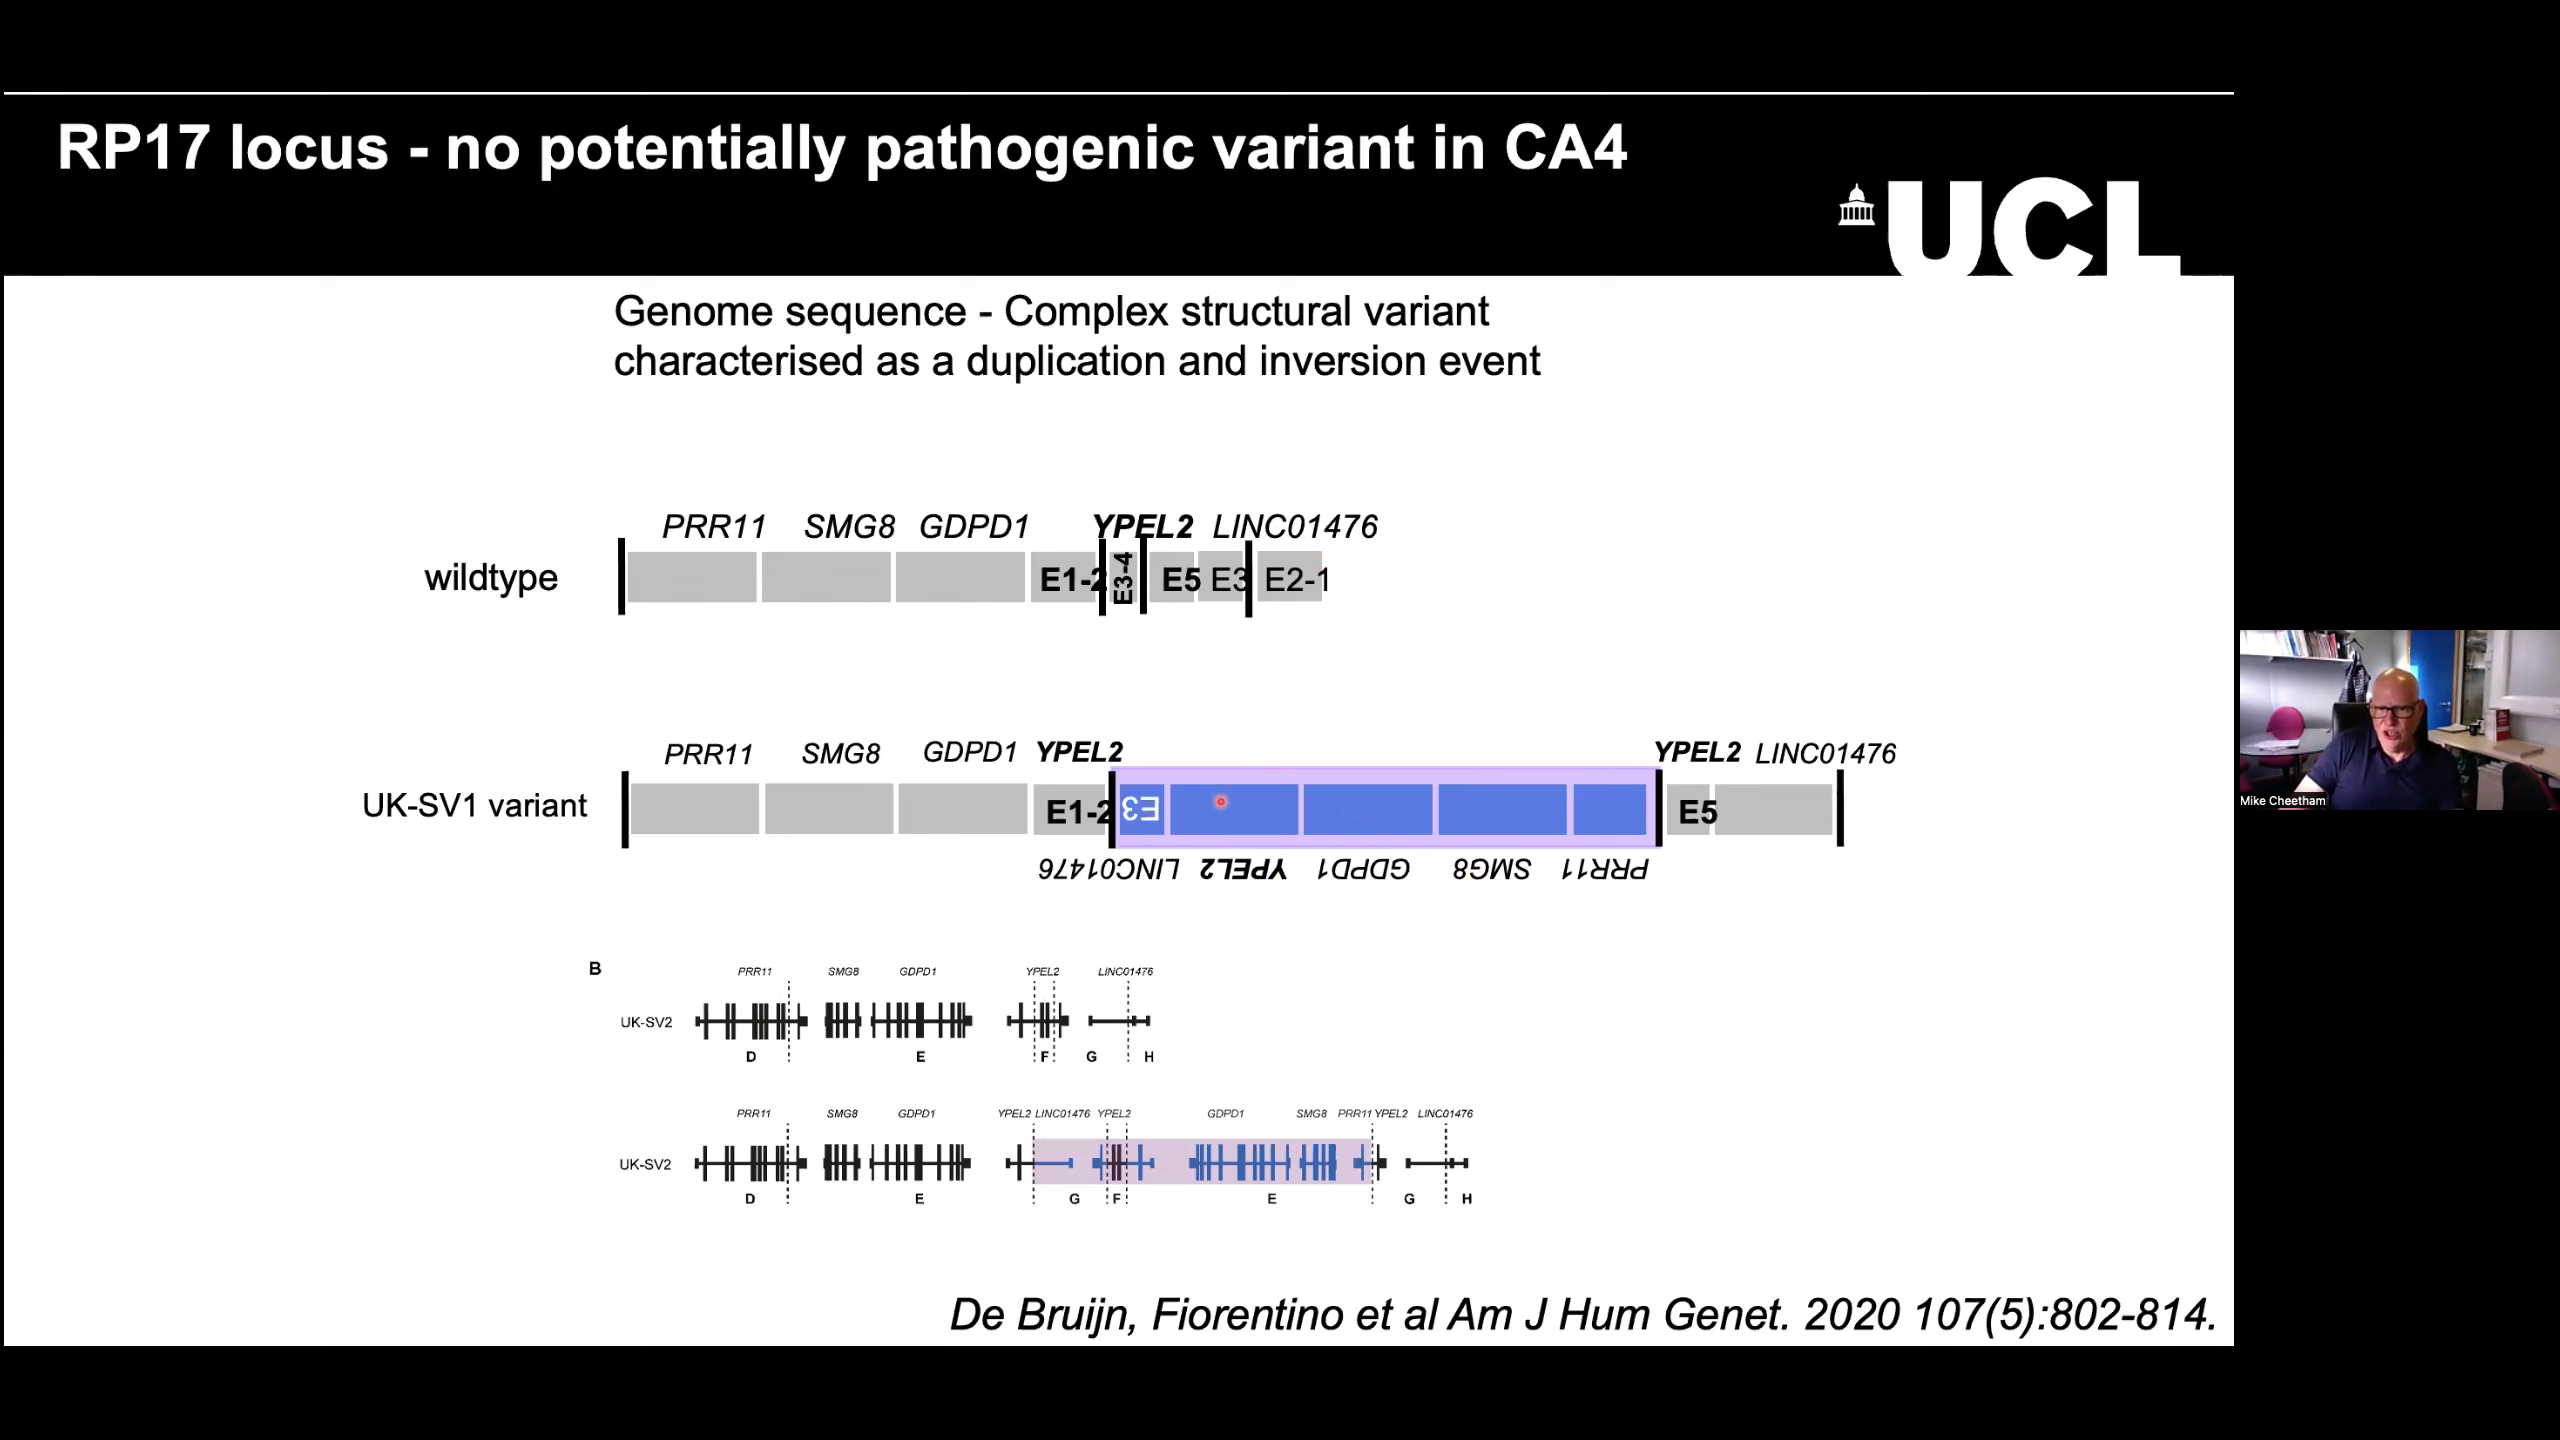 RP17 locus - no potentially pathogenic variant in CA4
UCL
Genome sequence - Complex structural variant
characterised as a duplication and inversion event
PRR11 SMG8 GDPD1 YPEL2 LINC01476
wildtype E1-2 E3-4 E5 E3 E2-1
PRR11 SMG8 GDPD1 YPEL2 YPEL2 LINC01476
UK-SV1 variant E1-2 E3 E5
LINC01476 YPEL2 GDPD1 SMG8 PRR11
Mike Cheetham
B
PRR11 SMG8 GDPD1 YPEL2 LINC01476
UK-SV2
D E F G H
PRR11 SMG8 GDPD1 YPEL2 LINC01476 YPEL2 GDPD1 SMG8 PRR11 YPEL2 LINC01476
UK-SV2
D E G F E G H
De Bruijn, Fiorentino et al Am J Hum Genet. 2020 107(5):802-814.